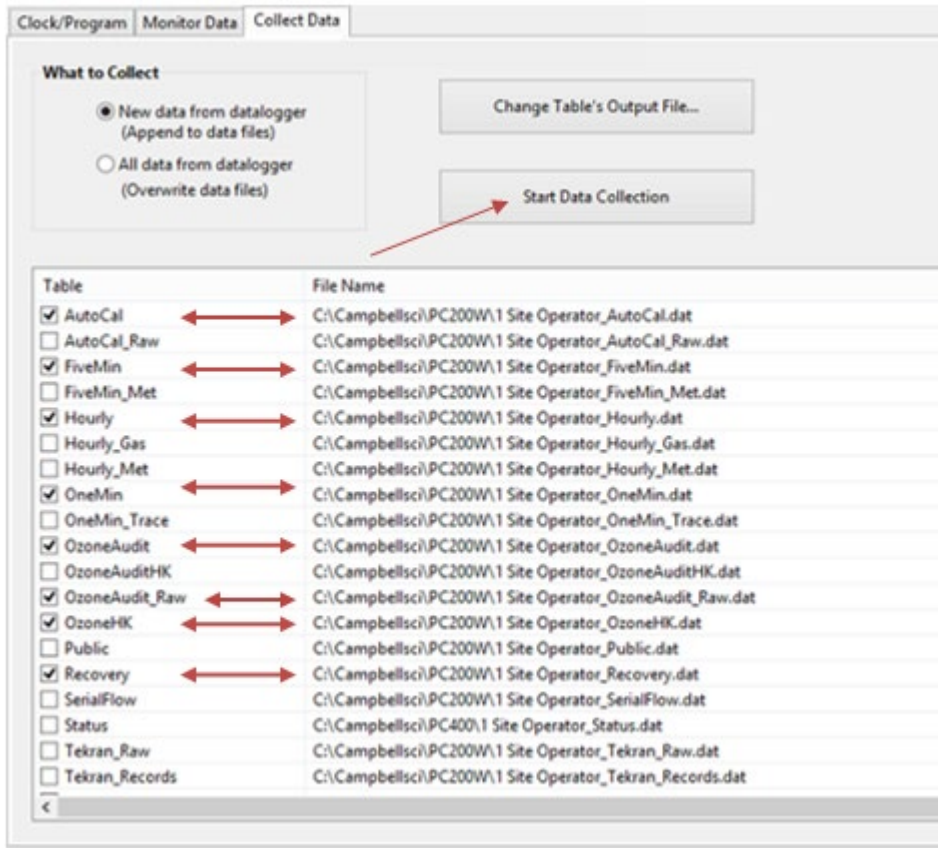 Clock/Program Monitor Data Collect Data
What to Collect
New data from datalogger
(Append to data files)
All data from datalogger
(Overwrite data files)
Change Table's Output File...
Start Data Collection
Table File Name
AutoCal C:\Campbellsci\PC200W\1 Site Operator_AutoCal.dat
AutoCal_Raw C:\Campbellsci\PC200W\1 Site Operator_AutoCal_Raw.dat
FiveMin C:\Campbellsci\PC200W\1 Site Operator_FiveMin.dat
FiveMin_Met C:\Campbellsci\PC200W\1 Site Operator_FiveMin_Met.dat
Hourly C:\Campbellsci\PC200W\1 Site Operator_Hourly.dat
Hourly_Gas C:\Campbellsci\PC200W\1 Site Operator_Hourly_Gas.dat
Hourly_Met C:\Campbellsci\PC200W\1 Site Operator_Hourly_Met.dat
OneMin C:\Campbellsci\PC200W\1 Site Operator_OneMin.dat
OneMin_Trace C:\Campbellsci\PC200W\1 Site Operator_OneMin_Trace.dat
OzoneAudit C:\Campbellsci\PC200W\1 Site Operator_OzoneAudit.dat
OzoneAuditHK C:\Campbellsci\PC200W\1 Site Operator_OzoneAuditHK.dat
OzoneAudit_Raw C:\Campbellsci\PC200W\1 Site Operator_OzoneAudit_Raw.dat
OzoneHK C:\Campbellsci\PC200W\1 Site Operator_OzoneHK.dat
Public C:\Campbellsci\PC200W\1 Site Operator_Public.dat
Recovery C:\Campbellsci\PC200W\1 Site Operator_Recovery.dat
SerialFlow C:\Campbellsci\PC200W\1 Site Operator_SerialFlow.dat
Status C:\Campbellsci\PC400\1 Site Operator_Status.dat
Tekran_Raw C:\Campbellsci\PC200W\1 Site Operator_Tekran_Raw.dat
Tekran_Records C:\Campbellsci\PC200W\1 Site Operator_Tekran_Records.dat